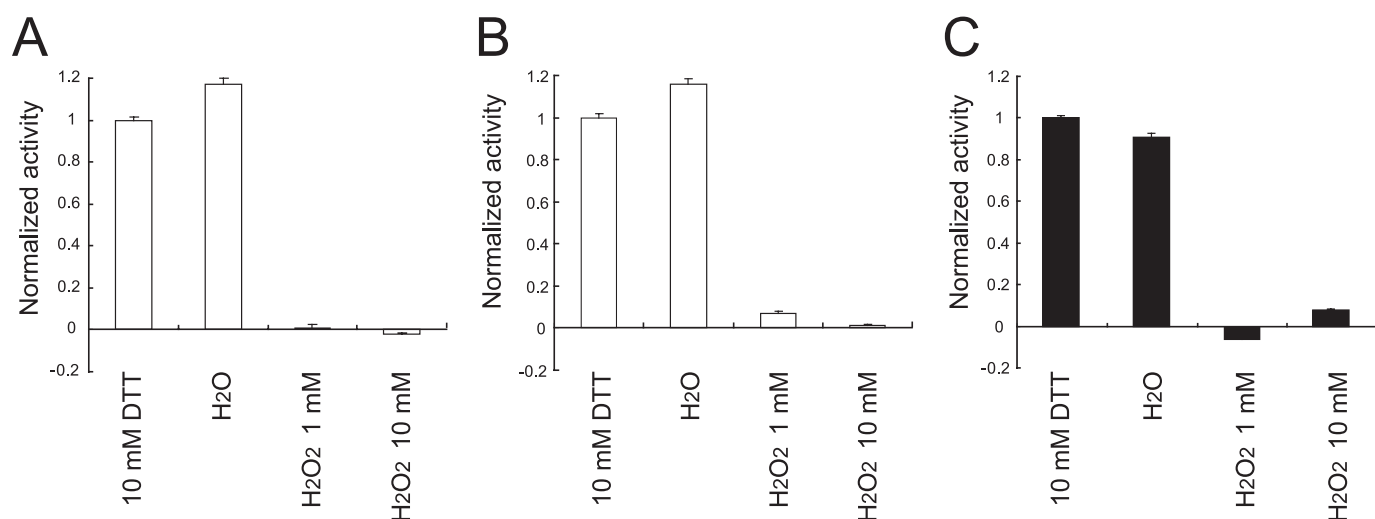 A
Normalized activity
1.2
1
0.8
0.6
0.4
0.2
0
-0.2
10 mM DTT
H2O
H2O2 1 mM
H2O2 10 mM
B
Normalized activity
1.2
1
0.8
0.6
0.4
0.2
0
-0.2
10 mM DTT
H2O
H2O2 1 mM
H2O2 10 mM
C
Normalized activity
1.2
1
0.8
0.6
0.4
0.2
0
-0.2
10 mM DTT
H2O
H2O2 1 mM
H2O2 10 mM